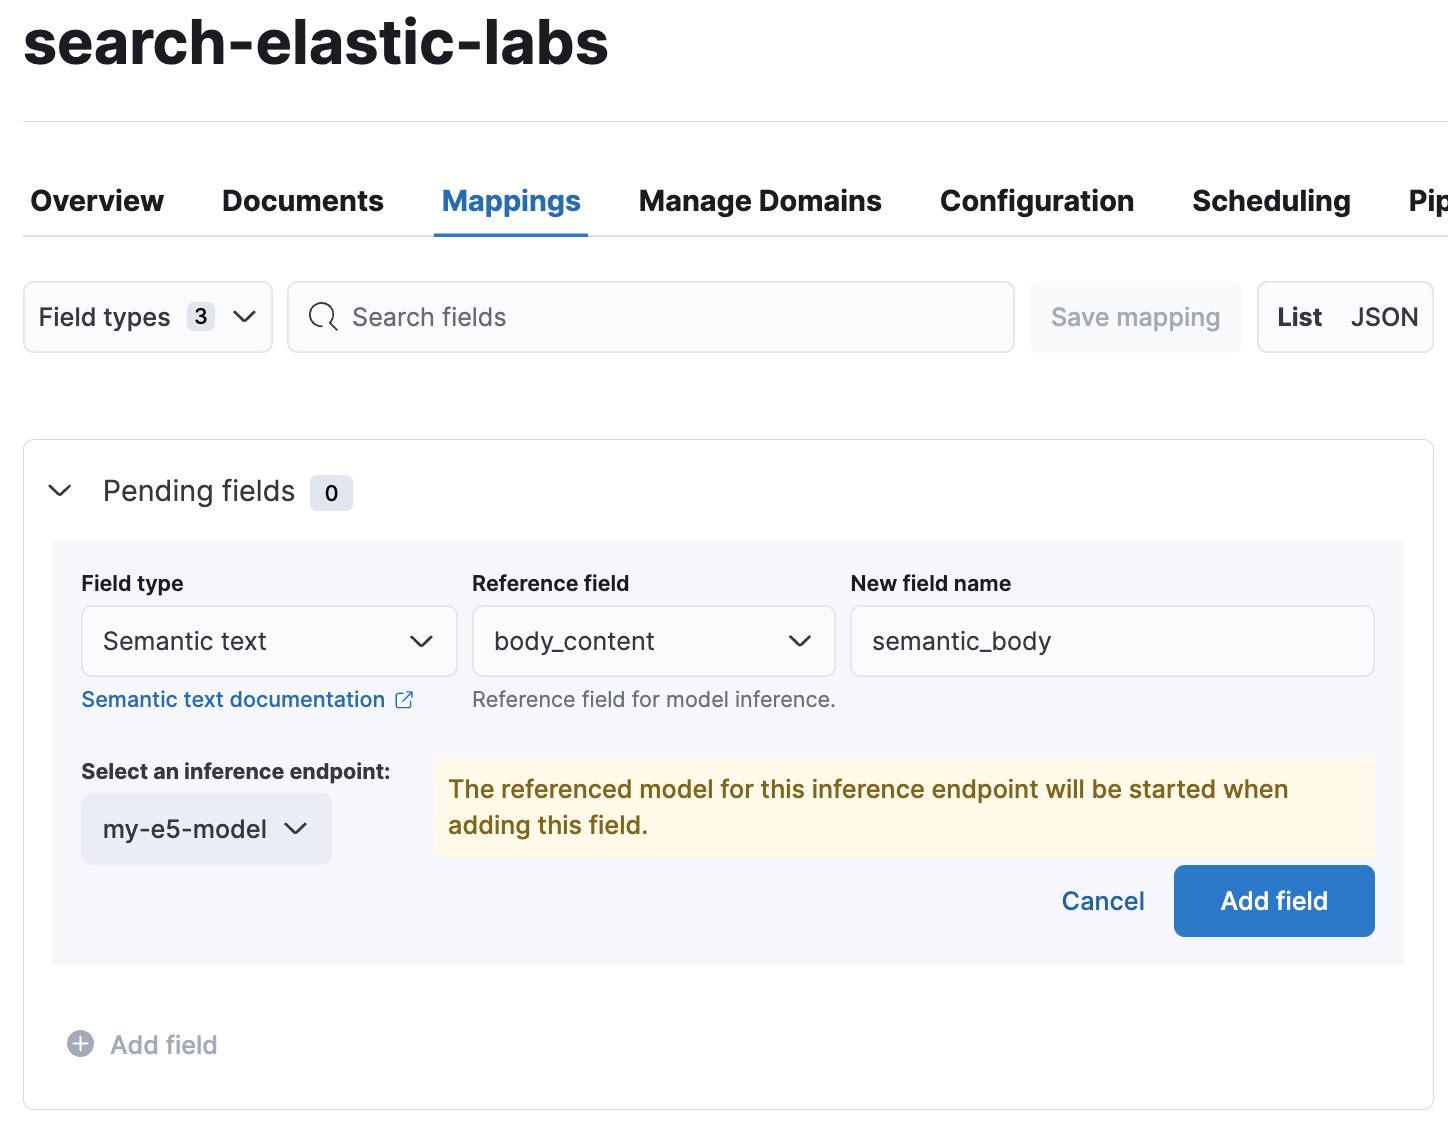 search-elastic-labs
Overview Documents Mappings Manage Domains Configuration Scheduling Pip
Field types 3 Search fields Save mapping List JSON
Pending fields 0
Field type Reference field New field name
Semantic text body_content semantic_body
Semantic text documentation Reference field for model inference.
Select an inference endpoint:
my-e5-model
The referenced model for this inference endpoint will be started when
adding this field.
Cancel Add field
Add field